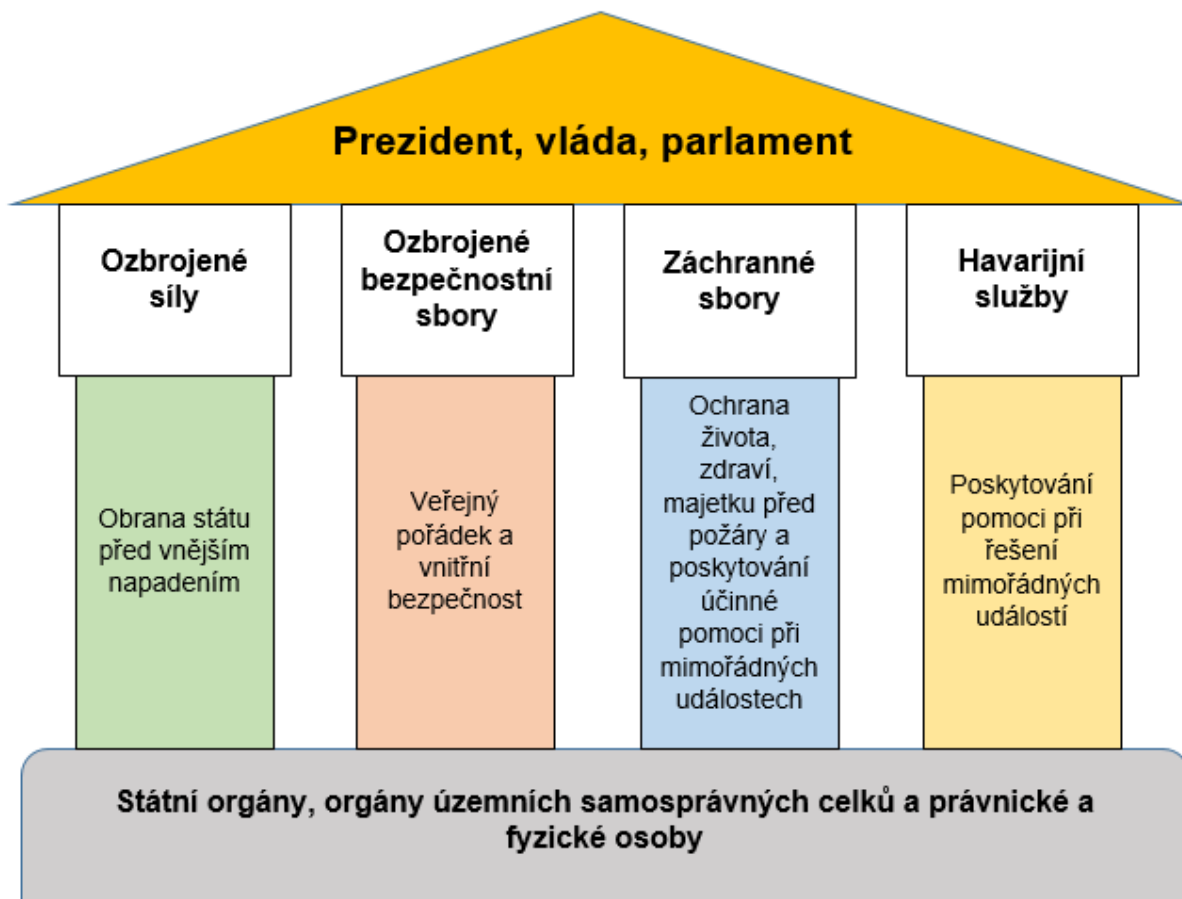 Prezident, vláda, parlament
Ozbrojené
síly
Ozbrojené
bezpečnostní
sbory
Záchranné
sbory
Havarijní
služby
Obrana státu
před vnějším
napadením
Veřejný
pořádek a
vnitřní
bezpečnost
Ochrana
života,
zdraví,
majetku před
požáry a
poskytování
účinné
pomoci při
mimořádných
událostech
Poskytování
pomoci při
řešení
mimořádných
událostí
Státní orgány, orgány územních samosprávných celků a právnické a
fyzické osoby